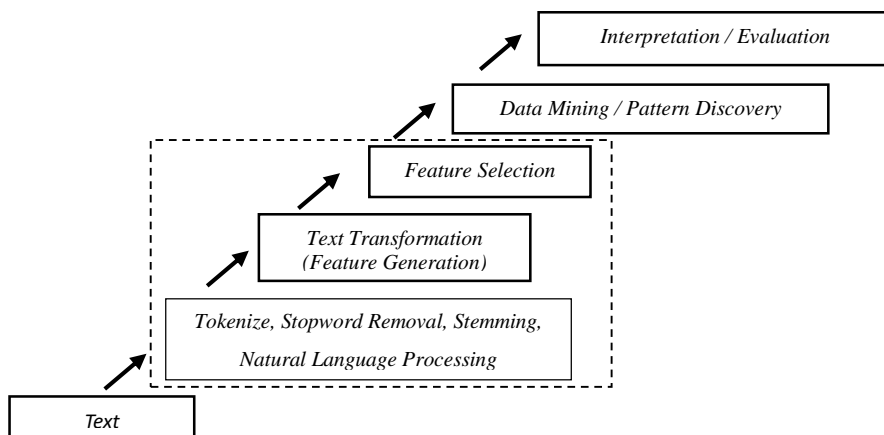 Interpretation / Evaluation
Data Mining / Pattern Discovery
Feature Selection
Text Transformation
(Feature Generation)
Tokenize, Stopword Removal, Stemming,
Natural Language Processing
Text